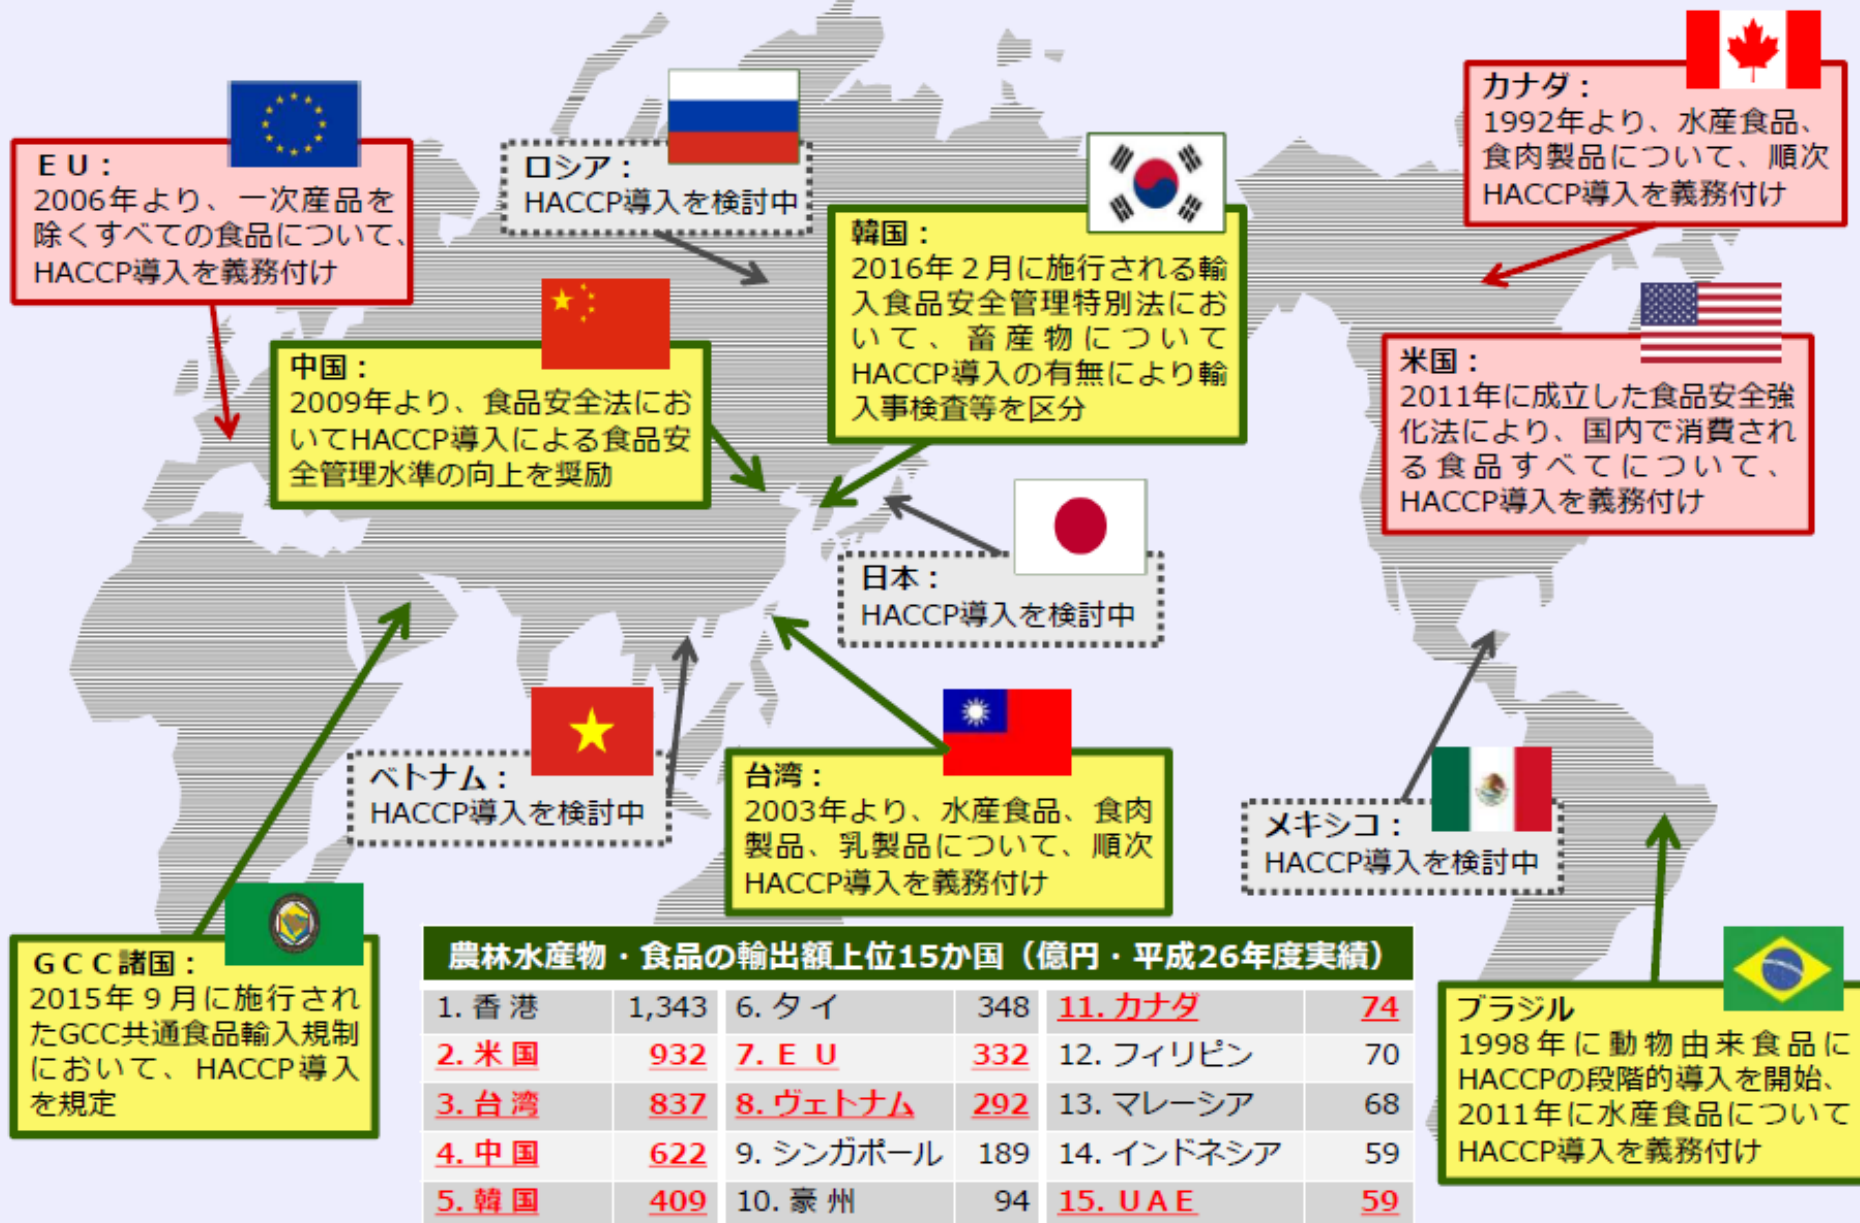 カナダ：
1992年より、水産食品、
食肉製品について、順次
HACCP導入を義務付け
ＥＵ：
2006年より、一次産品を
除くすべての食品について、
HACCP導入を義務付け
ロシア：
HACCP導入を検討中
韓国：
2016年２月に施行される輸
入食品安全管理特別法にお
いて、畜産物について
HACCP導入の有無により輸
入事検査等を区分
中国：
2009年より、食品安全法にお
いてHACCP導入による食品安
全管理水準の向上を奨励
米国：
2011年に成立した食品安全強
化法により、国内で消費され
る食品すべてについて、
HACCP導入を義務付け
日本：
HACCP導入を検討中
ベトナム：
HACCP導入を検討中
台湾：
2003年より、水産食品、食肉
製品、乳製品について、順次
HACCP導入を義務付け
メキシコ：
HACCP導入を検討中
ＧＣＣ諸国：
2015年９月に施行され
たGCC共通食品輸入規制
において、HACCP導入
を規定
ブラジル
1998年に動物由来食品に
HACCPの段階的導入を開始、
2011年に水産食品について
HACCP導入を義務付け
農林水産物・食品の輸出額上位15か国（億円・平成26年度実績）
1. 香 港 1,343 6. タ イ 348 11. カナダ 74
2. 米 国 932 7. Ｅ Ｕ 332 12. フィリピン 70
3. 台 湾 837 8. ヴェトナム 292 13. マレーシア 68
4. 中 国 622 9. シンガポール 189 14. インドネシア 59
5. 韓 国 409 10. 豪 州 94 15. ＵＡＥ 59